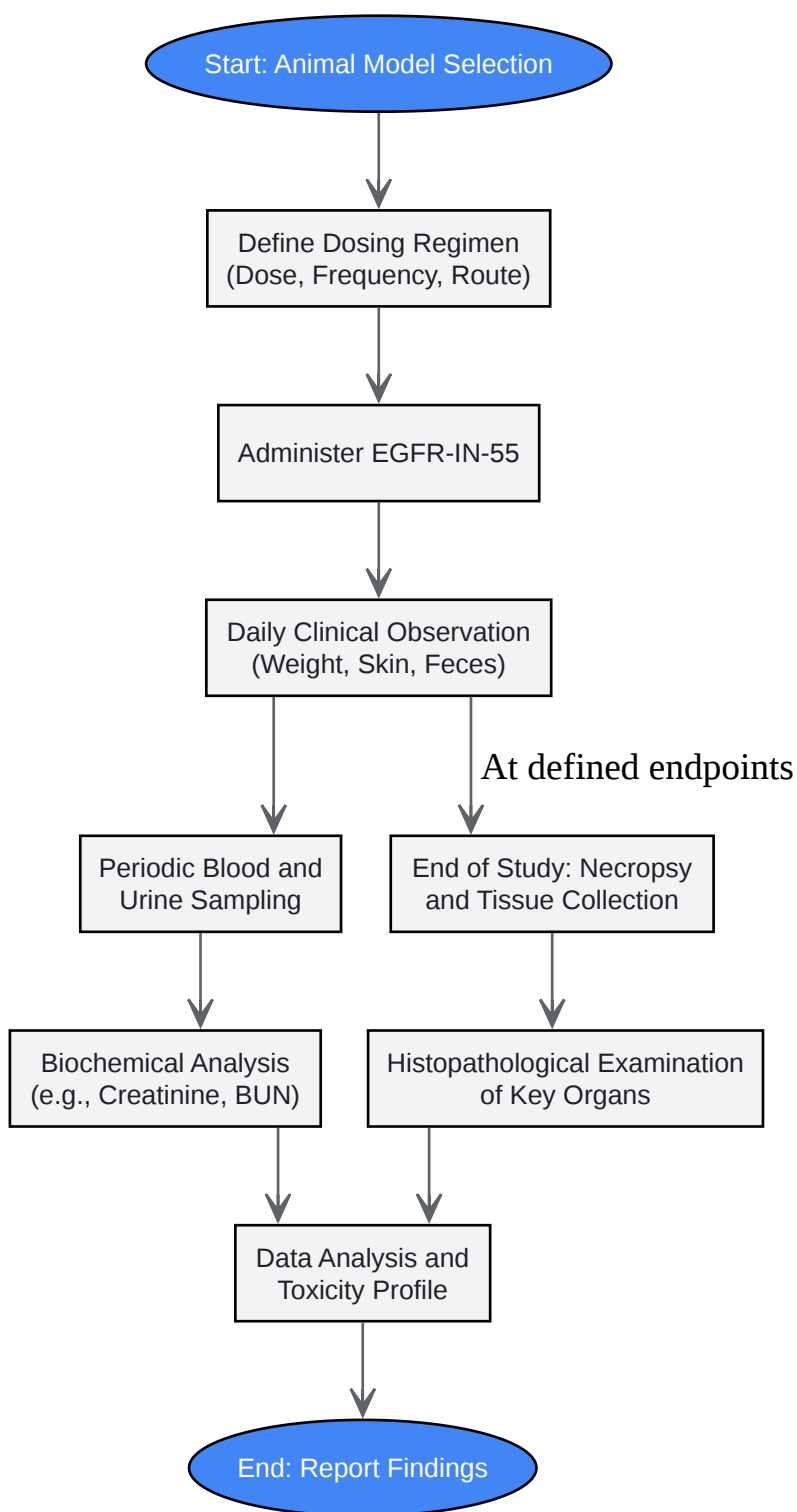 Start: Animal Model Selection
Define Dosing Regimen
(Dose, Frequency, Route)
Administer EGFR-IN-55
Daily Clinical Observation
(Weight, Skin, Feces)
At defined endpoints
Periodic Blood and
Urine Sampling
End of Study: Necropsy
and Tissue Collection
Biochemical Analysis
(e.g., Creatinine, BUN)
Histopathological Examination
of Key Organs
Data Analysis and
Toxicity Profile
End: Report Findings